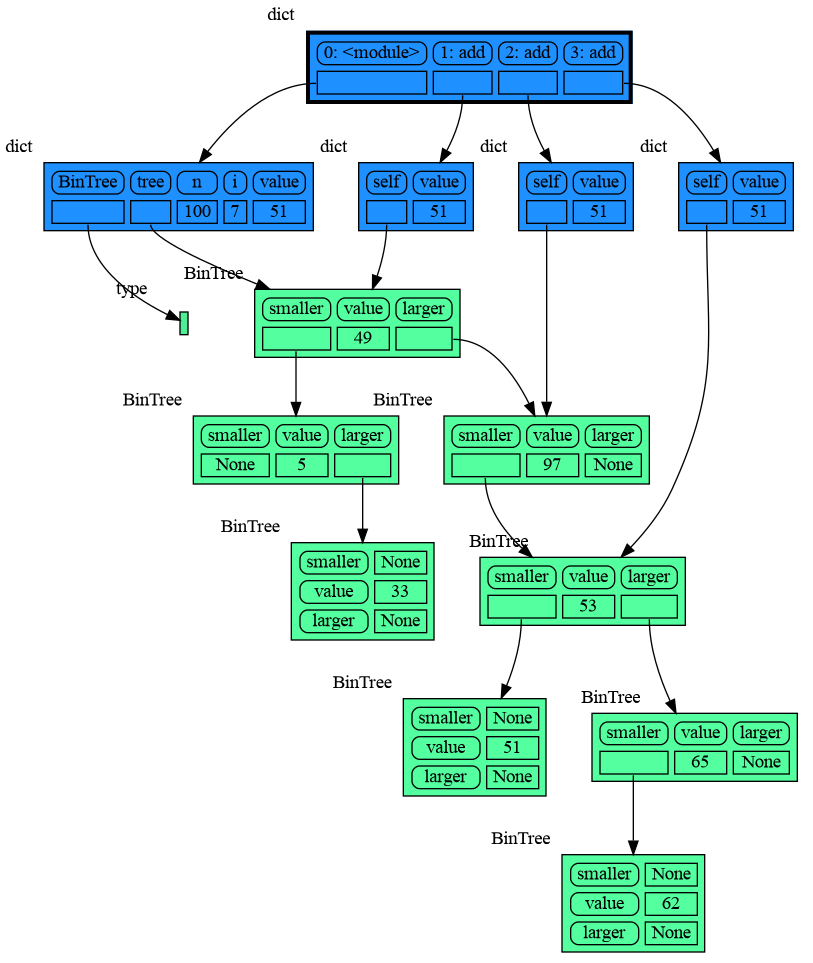 dict
0: <module> 1: add 2: add 3: add
dict dict dict dict
BinTree tree n i value self value self value self value
100 7 51 51 51 51
type BinTree
smaller value larger
49
BinTree BinTree
smaller value larger smaller value larger
None 5 97 None
BinTree BinTree
smaller None
value 33
larger None
smaller value larger
53
BinTree BinTree
smaller None
value 51
larger None
smaller value larger
65 None
BinTree
smaller None
value 62
larger None